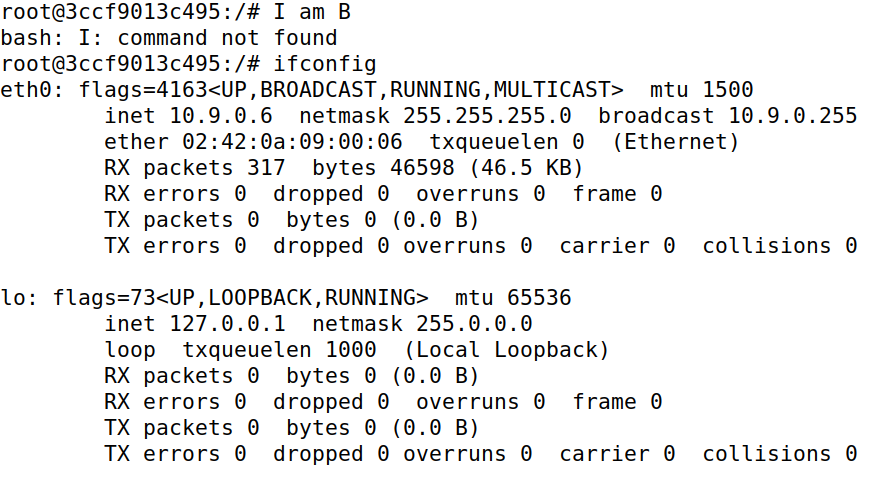 root@3ccf9013c495:/# I am B
bash: I: command not found
root@3ccf9013c495:/# ifconfig
eth0: flags=4163<UP,BROADCAST,RUNNING,MULTICAST>  mtu 1500
        inet 10.9.0.6  netmask 255.255.255.0  broadcast 10.9.0.255
        ether 02:42:0a:09:00:06  txqueuelen 0  (Ethernet)
        RX packets 317  bytes 46598 (46.5 KB)
        RX errors 0  dropped 0  overruns 0  frame 0
        TX packets 0  bytes 0 (0.0 B)
        TX errors 0  dropped 0 overruns 0  carrier 0  collisions 0

lo: flags=73<UP,LOOPBACK,RUNNING>  mtu 65536
        inet 127.0.0.1  netmask 255.0.0.0
        loop  txqueuelen 1000  (Local Loopback)
        RX packets 0  bytes 0 (0.0 B)
        RX errors 0  dropped 0  overruns 0  frame 0
        TX packets 0  bytes 0 (0.0 B)
        TX errors 0  dropped 0 overruns 0  carrier 0  collisions 0